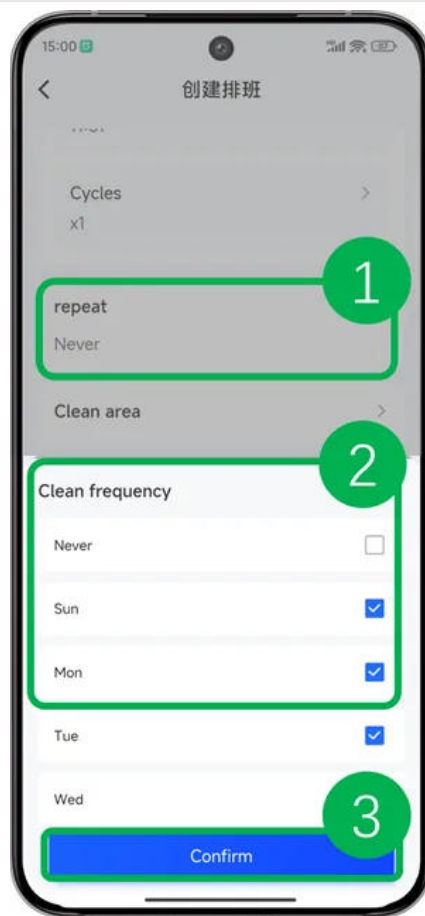 15:00
创建排班
Cycles
x1
1
repeat
Never
Clean area
2
Clean frequency
Never
Sun
Mon
Tue
Wed
3
Confirm